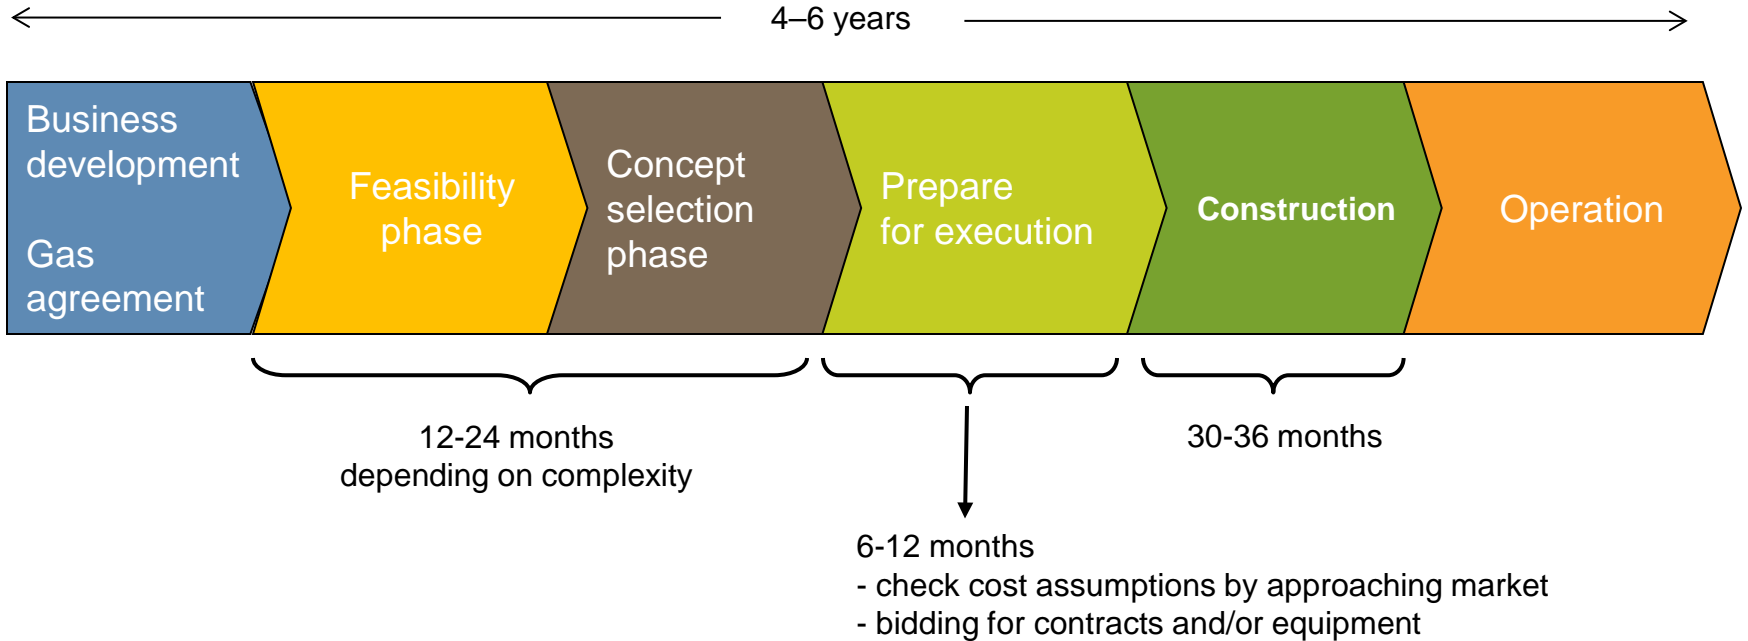 4–6 years
Business
development
Gas
agreement
Feasibility
phase
Concept
selection
phase
Prepare
for execution
Construction
Operation
12-24 months
depending on complexity
30-36 months
6-12 months
- check cost assumptions by approaching market
- bidding for contracts and/or equipment